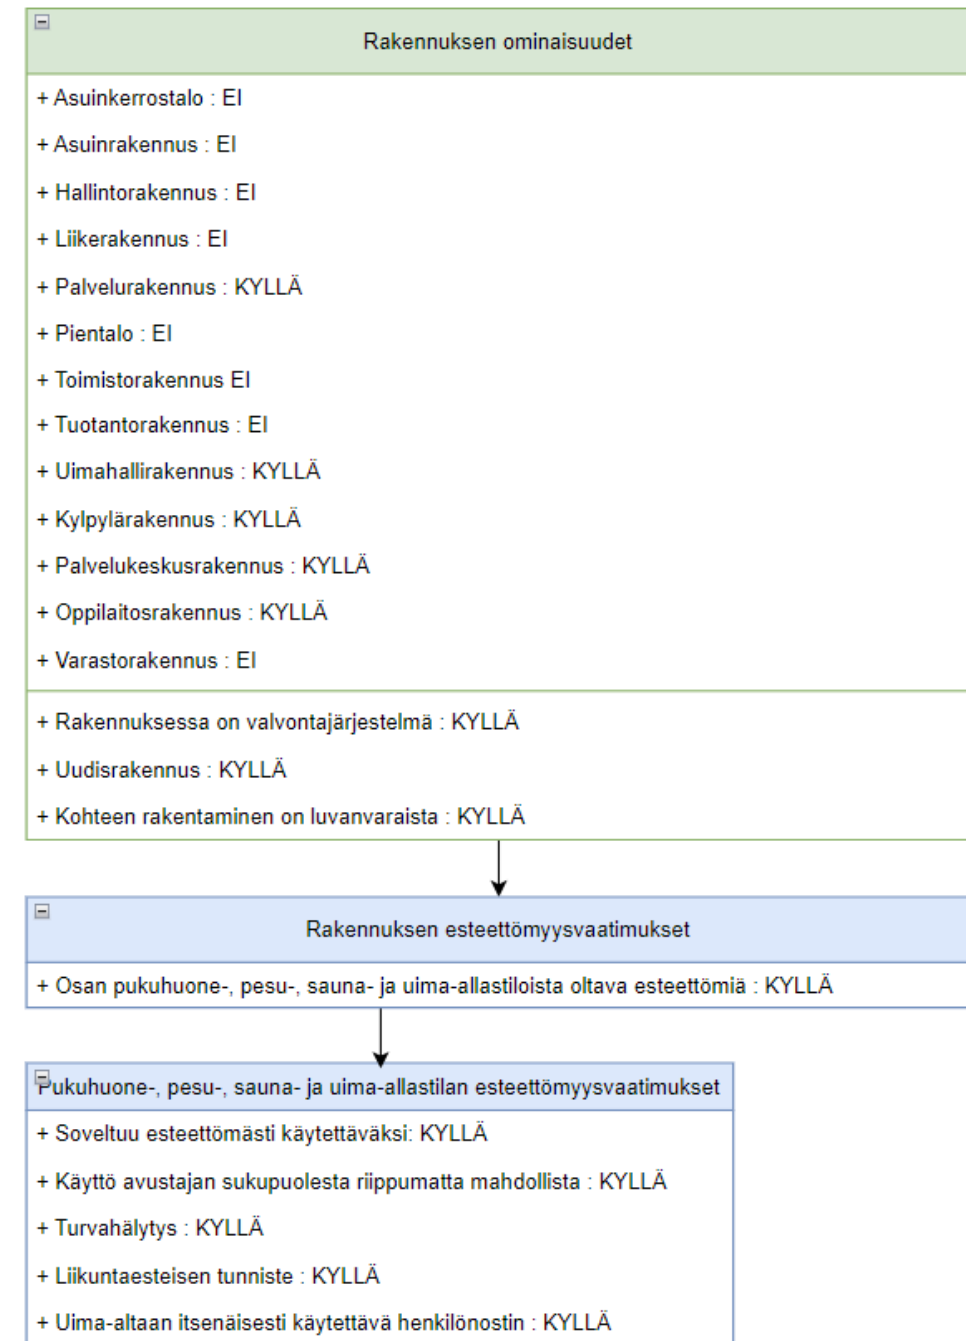 Rakennuksen ominaisuudet
+ Asuinkerrostalo : EI
+ Asuinrakennus : EI
+ Hallintorakennus : EI
+ Liikerakennus : EI
+ Palvelurakennus : KYLLÄ
+ Pientalo : EI
+ Toimistorakennus EI
+ Tuotantorakennus : EI
+ Uimahallirakennus : KYLLÄ
+ Kylpylärakennus : KYLLÄ
+ Palvelukeskusrakennus : KYLLÄ
+ Oppilaitosrakennus : KYLLÄ
+ Varastorakennus : EI
+ Rakennuksessa on valvontajärjestelmä : KYLLÄ
+ Uudisrakennus : KYLLÄ
+ Kohteen rakentaminen on luvanvaraista : KYLLÄ
Rakennuksen esteettömyysvaatimukset
+ Osan pukuhuone-, pesu-, sauna- ja uima-allastiloista oltava esteettömiä : KYLLÄ
Pukuhuone-, pesu-, sauna- ja uima-allastilan esteettömyysvaatimukset
+ Soveltuu esteettömästi käytettäväksi: KYLLÄ
+ Käyttö avustajan sukupuolesta riippumatta mahdollista : KYLLÄ
+ Turvahälytys : KYLLÄ
+ Liikuntaesteisen tunniste : KYLLÄ
+ Uima-altaan itsenäisesti käytettävä henkilönostin : KYLLÄ